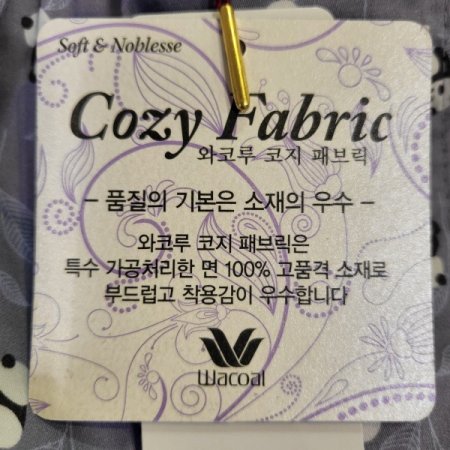 Soft & Noblesse
Cozy Fabric
와코루 코지 패브릭
- 품질의 기본은 소재의 우수 -
와코루 코지 패브릭은
특수 가공처리한 면 100% 고품격 소재로
부드럽고 착용감이 우수합니다
Wacoal